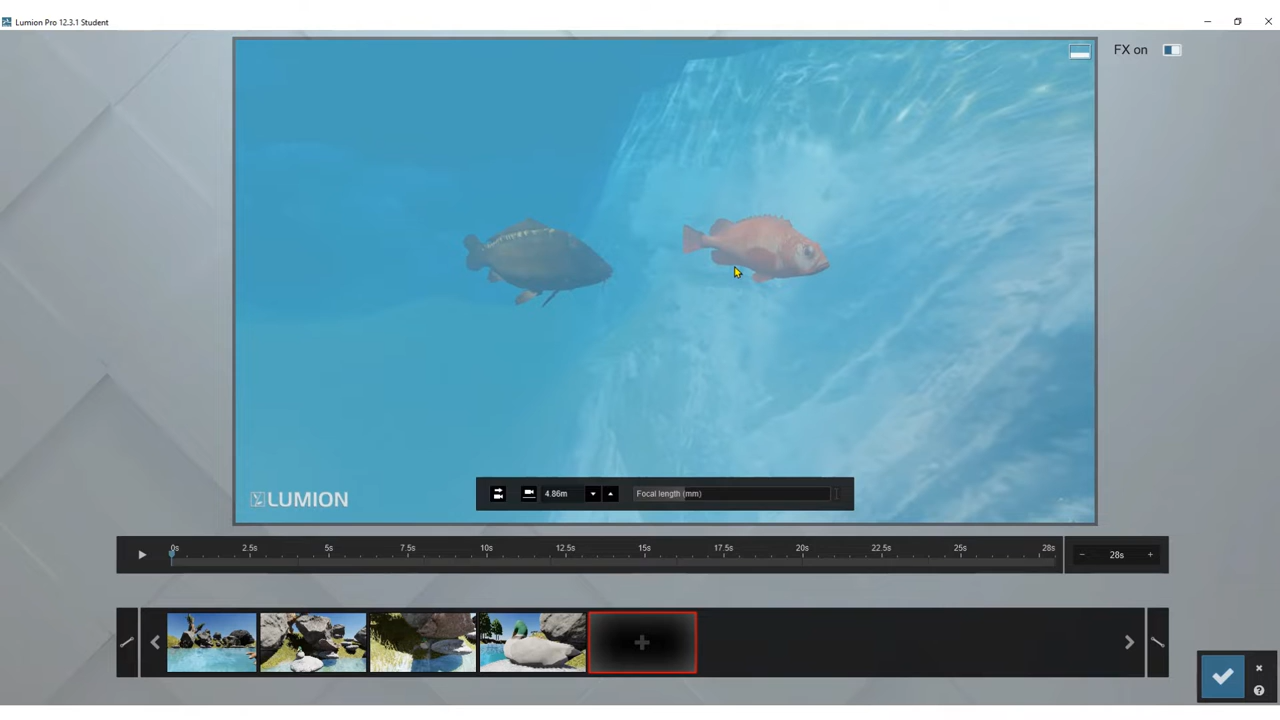 Lumion Pro 12.3.1 Student
FX on
LUMION
4.86m
Focal length (mm)
0s 2.5s 5s 7.5s 10s 12.5s 15s 17.5s 20s 22.5s 25s 28s
− 28s +